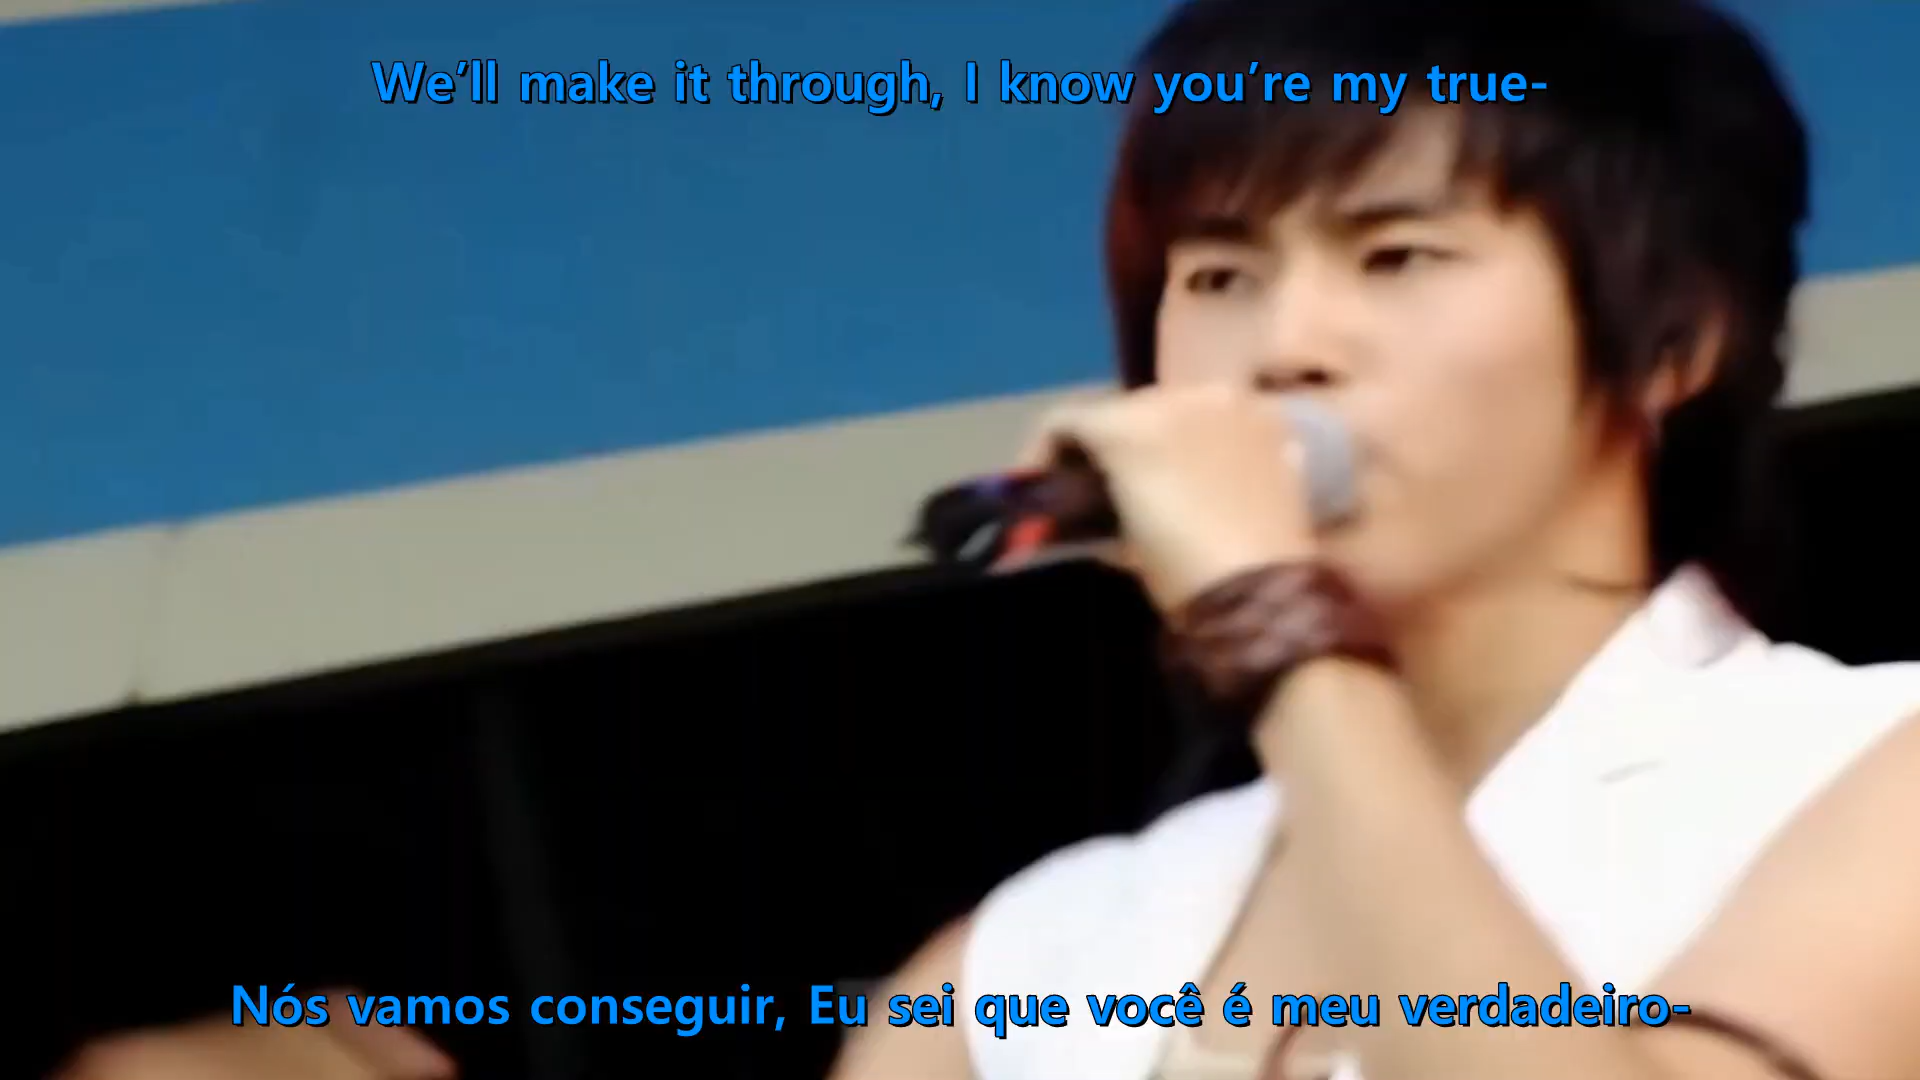 We’ll make it through, I know you’re my true-
Nós vamos conseguir, Eu sei que você é meu verdadeiro-